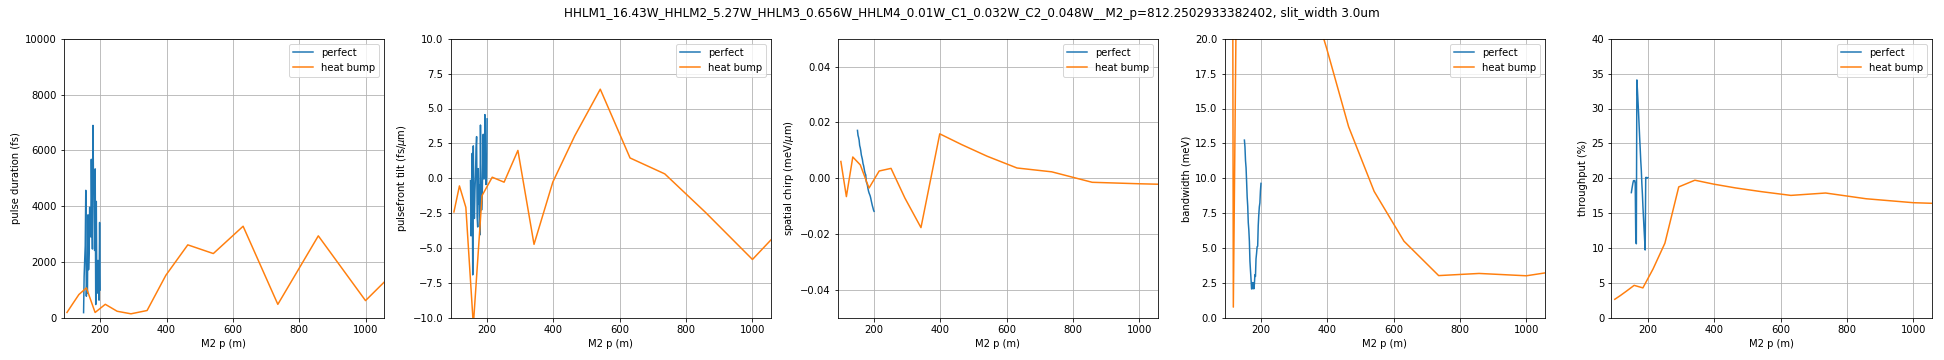 HHLM1_16.43W_HHLM2_5.27W_HHLM3_0.656W_HHLM4_0.01W_C1_0.032W_C2_0.048W__M2_p=812.2502933382402, slit_width 3.0um
pulse duration (fs)
10000
8000
6000
4000
2000
0
200 400 600 800 1000
M2 p (m)
perfect
heat bump
pulsefront tilt (fs/μm)
10.0
7.5
5.0
2.5
0.0
−2.5
−5.0
−7.5
−10.0
200 400 600 800 1000
M2 p (m)
perfect
heat bump
spatial chirp (meV/μm)
0.04
0.02
0.00
−0.02
−0.04
200 400 600 800 1000
M2 p (m)
perfect
heat bump
bandwidth (meV)
20.0
17.5
15.0
12.5
10.0
7.5
5.0
2.5
0.0
200 400 600 800 1000
M2 p (m)
perfect
heat bump
throughput (%)
40
35
30
25
20
15
10
5
0
200 400 600 800 1000
M2 p (m)
perfect
heat bump